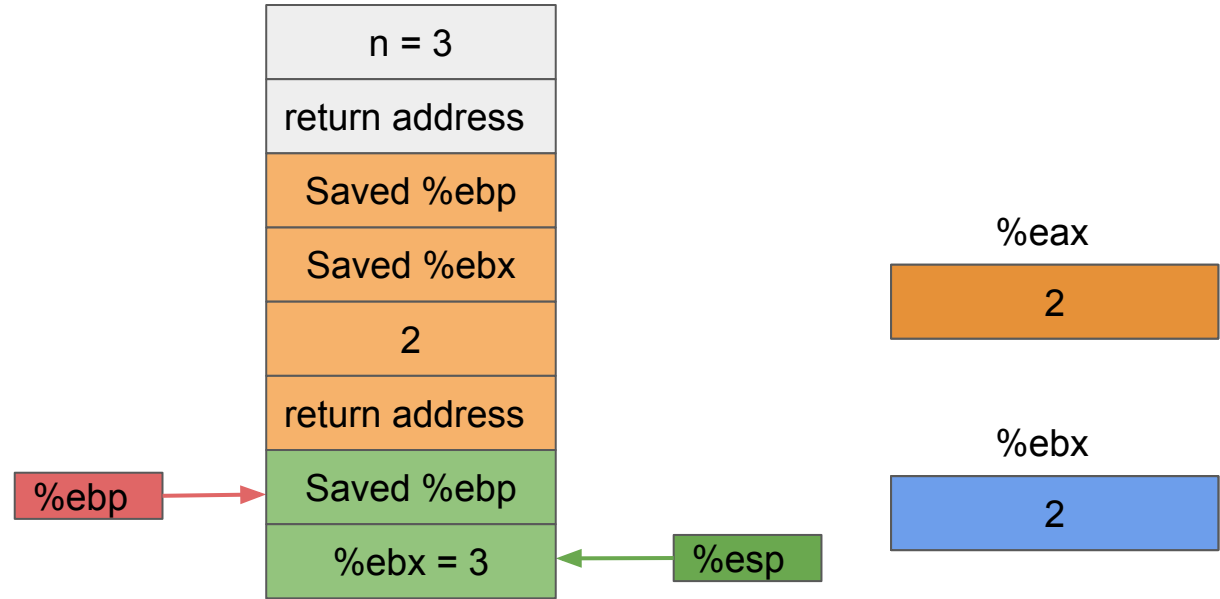 n = 3
return address
Saved %ebp
Saved %ebx
2
return address
Saved %ebp
%ebx = 3
%ebp
%esp
%eax
2
%ebx
2